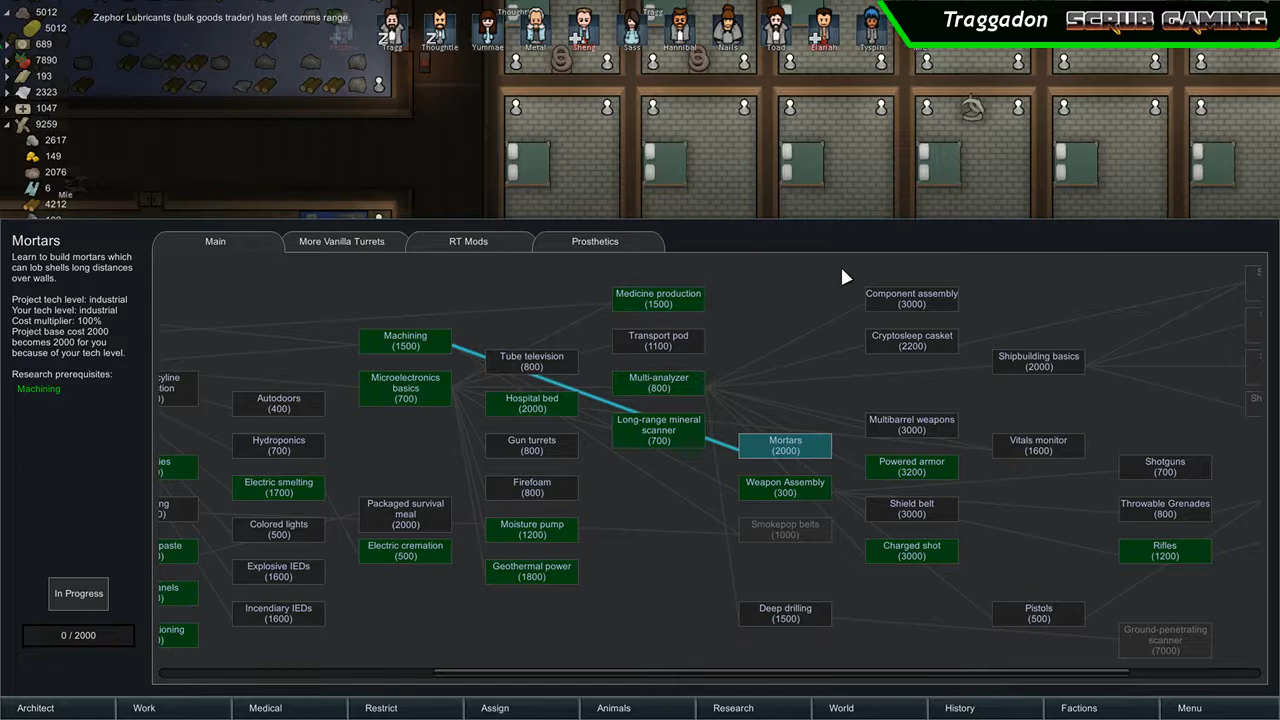 5012
Zephor Lubricants (bulk goods trader) has left comms range.
Traggadon
SCRUB GAMING
5012
689
Tragg
Thoughtle
Yummae
Metal
Sheng
Sass
Hannibal
Nails
Toad
Elariah
Tyspin
7890
193
2323
1047
9259
2617
149
2076
6
Mie
4212
Mortars
Learn to build mortars which
can lob shells long distances
over walls.
Project tech level: industrial
Your tech level: industrial
Cost multiplier: 100%
Project base cost 2000
becomes 2000 for you
because of your tech level.
Research prerequisites:
Machining
In Progress
0 / 2000
Main
More Vanilla Turrets
RT Mods
Prosthetics
Medicine production
(1500)
Component assembly
(3000)
Machining
(1500)
Transport pod
(1100)
Cryptosleep casket
(2200)
Tube television
(800)
Shipbuilding basics
(2000)
Microelectronics
basics
(700)
Multi-analyzer
(800)
Autodoors
(400)
Hospital bed
(2000)
Long-range mineral
scanner
(700)
Multibarrel weapons
(3000)
Hydroponics
(700)
Gun turrets
(800)
Mortars
(2000)
Vitals monitor
(1600)
Powered armor
(3200)
Shotguns
(700)
Electric smelting
(1700)
Firefoam
(800)
Weapon Assembly
(300)
Packaged survival
meal
(2000)
Shield belt
(3000)
Throwable Grenades
(800)
Colored lights
(500)
Moisture pump
(1200)
Smokepop belts
(1000)
Electric cremation
(500)
Charged shot
(3000)
Rifles
(1200)
Explosive IEDs
(1600)
Geothermal power
(1800)
Incendiary IEDs
(1600)
Deep drilling
(1500)
Pistols
(500)
Ground-penetrating
scanner
(7000)
Architect
Work
Medical
Restrict
Assign
Animals
Research
World
History
Factions
Menu